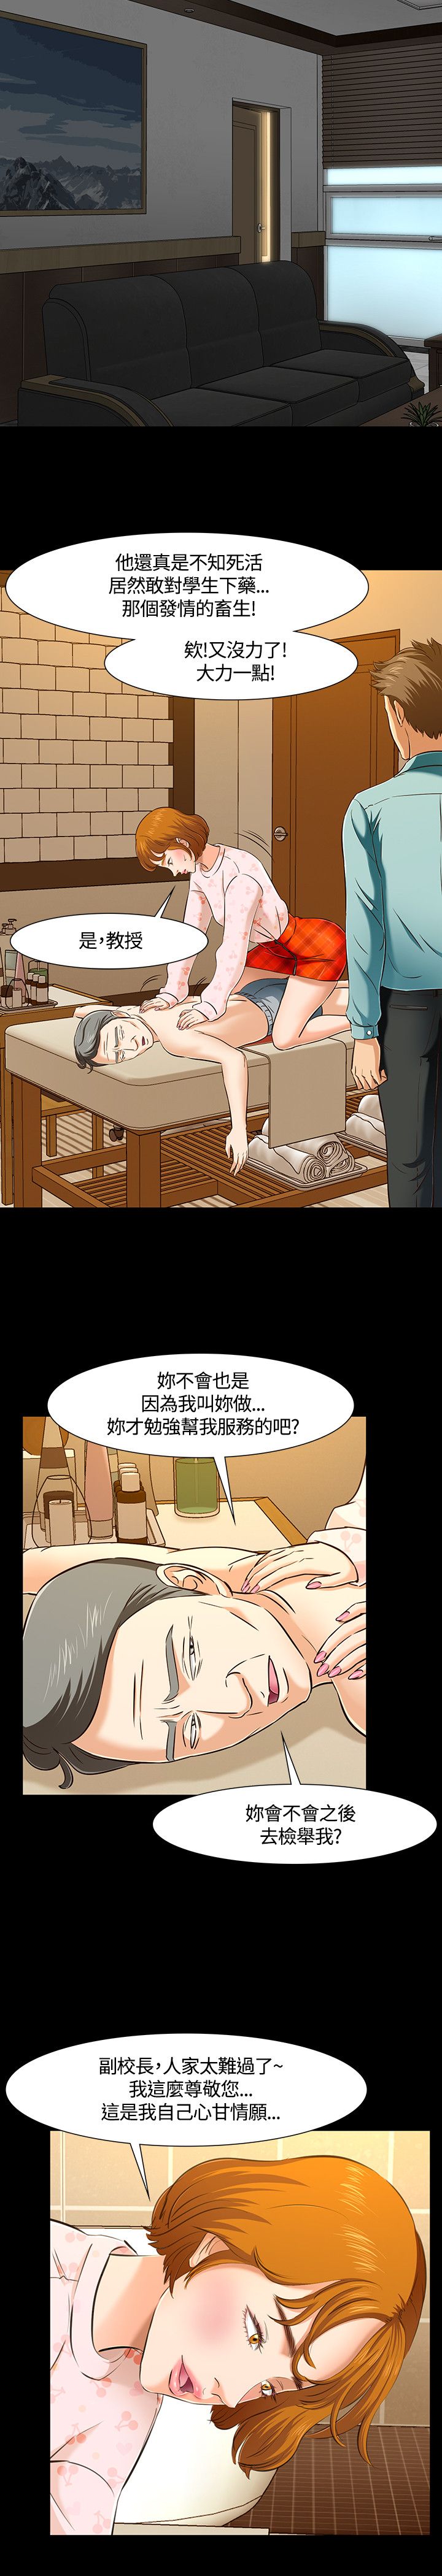 他還真是不知死活
居然敢對學生下藥...
那個發情的畜生!
欸!又沒力了!
大力一點!
是,教授
妳不會也是
因為我叫妳做...
妳才勉強幫我服務的吧?
妳會不會之後
去檢舉我?
副校長,人家太難過了~
我這麼尊敬您...
這是我自己心甘情願...